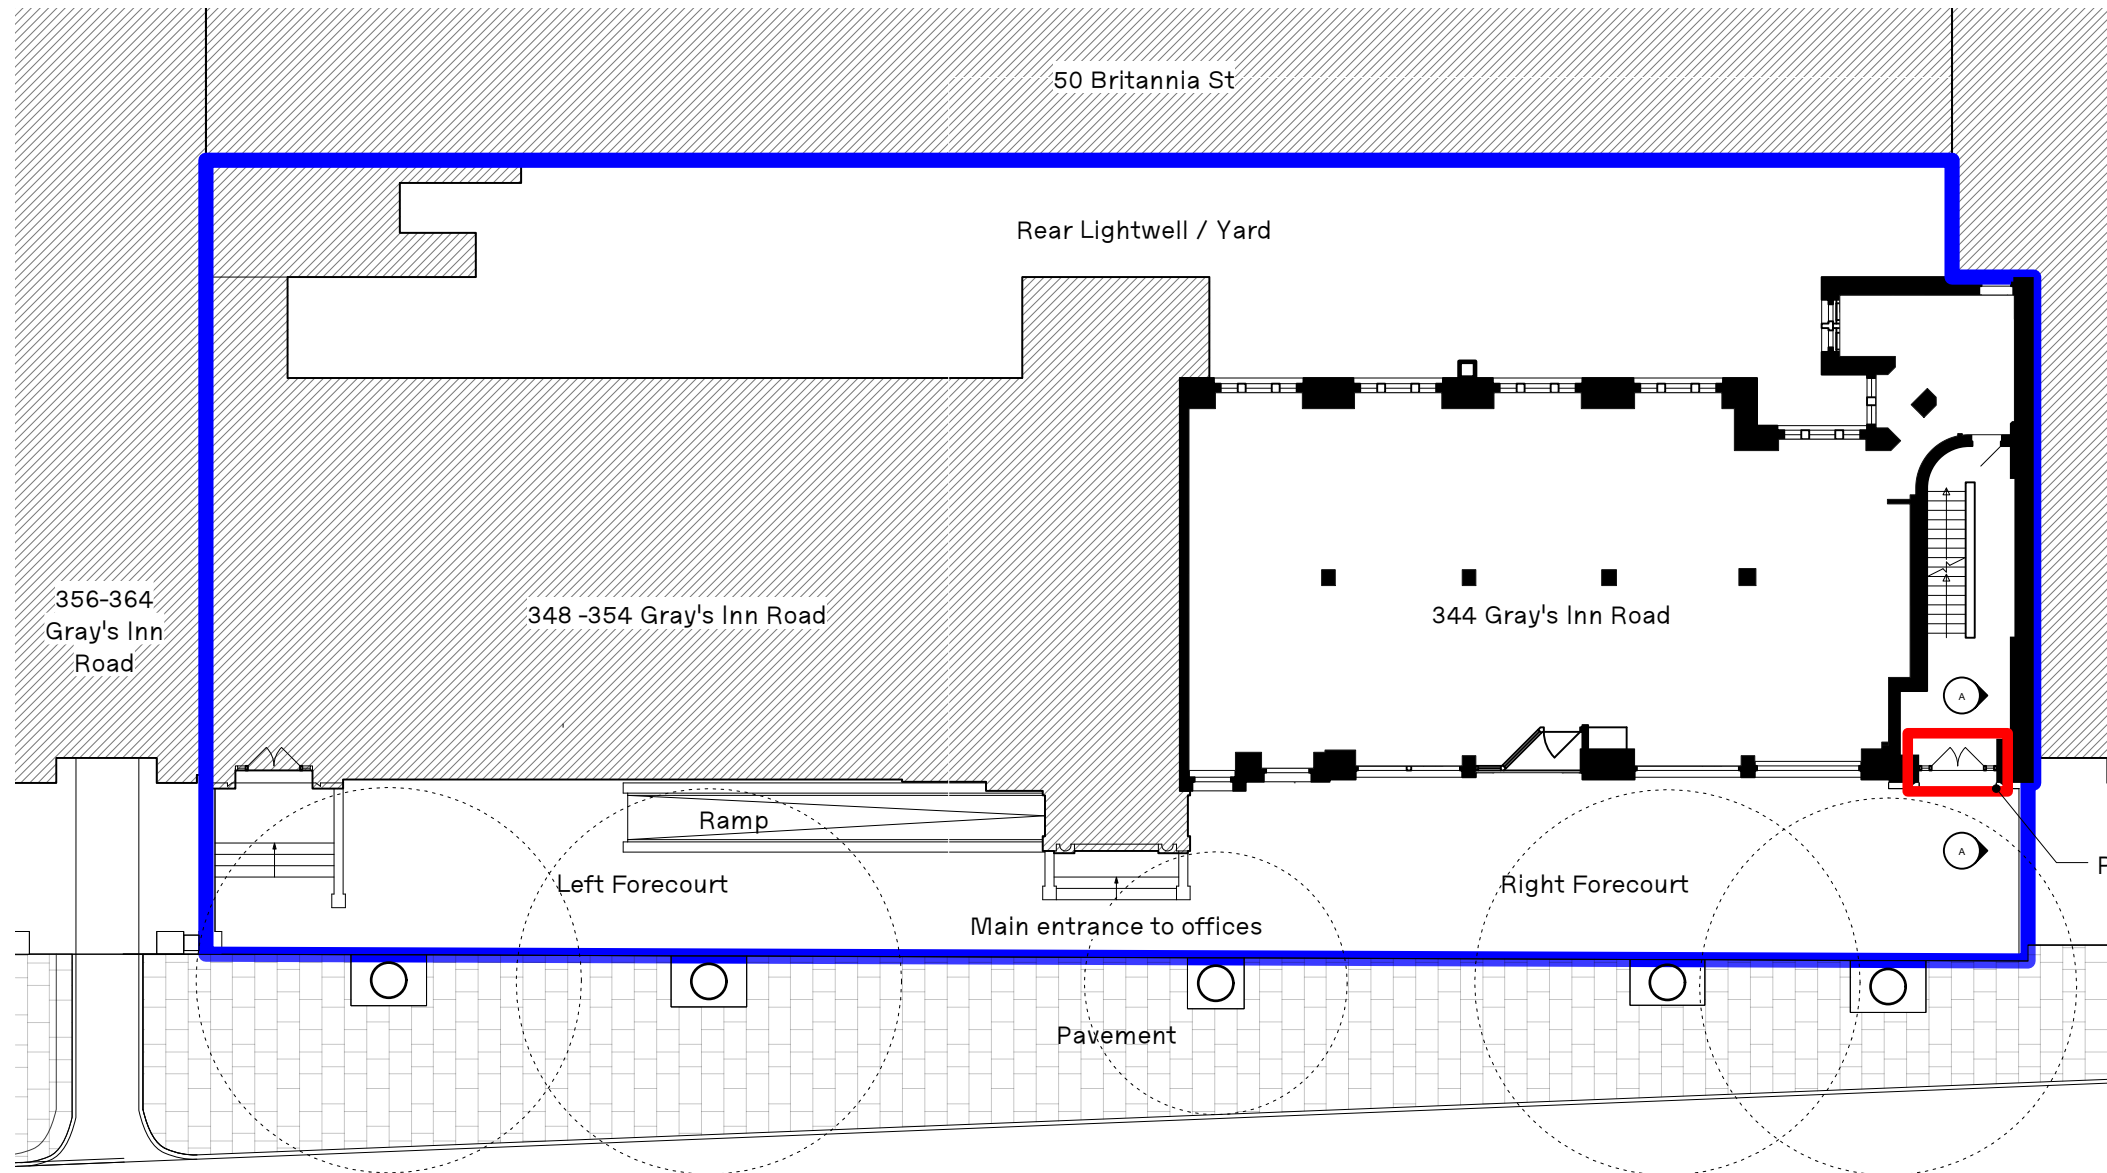 50 Britannia St
Rear Lightwell / Yard
356-364
Gray's Inn
Road
348 -354 Gray's Inn Road
344 Gray's Inn Road
A
Ramp
A
Left Forecourt
Right Forecourt
Main entrance to offices
Pavement